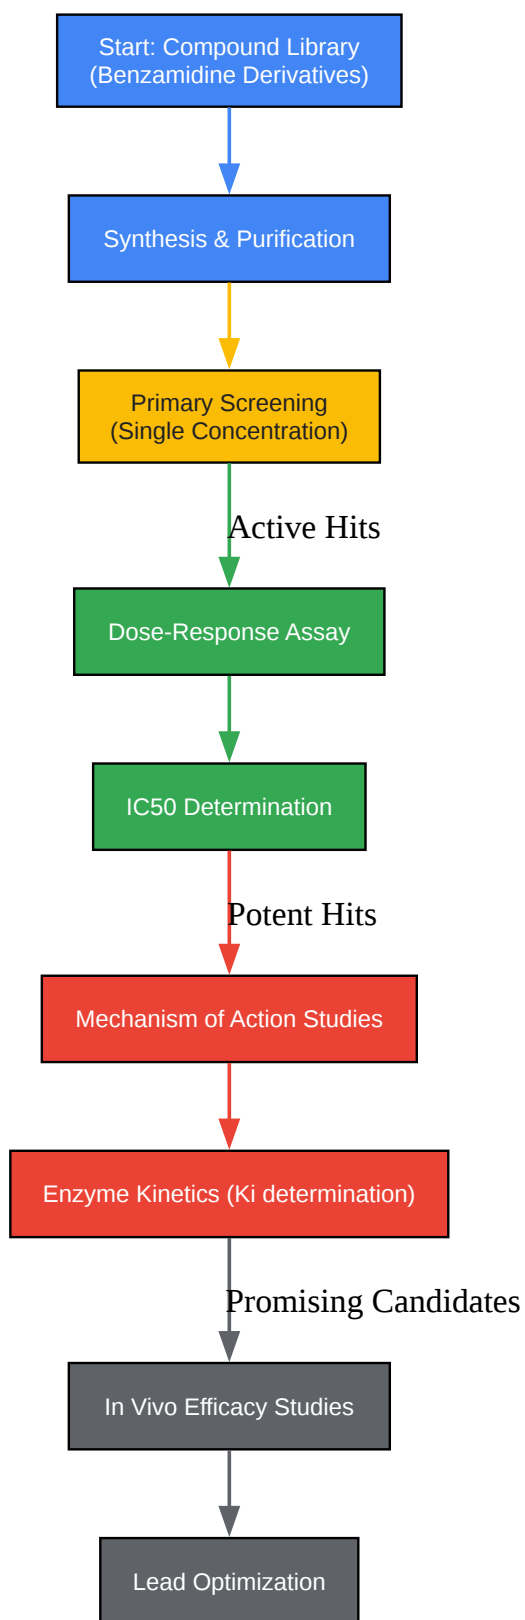 Start: Compound Library
(Benzamidine Derivatives)
Synthesis & Purification
Primary Screening
(Single Concentration)
Active Hits
Dose-Response Assay
IC50 Determination
Potent Hits
Mechanism of Action Studies
Enzyme Kinetics (Ki determination)
Promising Candidates
In Vivo Efficacy Studies
Lead Optimization